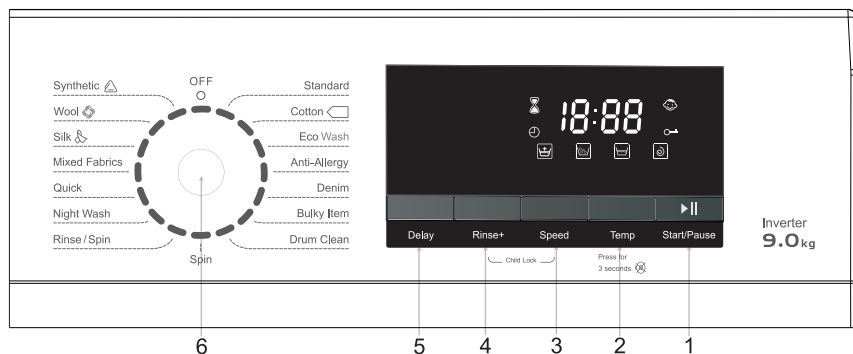 OFF
Synthetic
Wool
Silk
Mixed Fabrics
Quick
Night Wash
Rinse/Spin
Spin
Standard
Cotton
Eco Wash
Anti-Allergy
Denim
Bulky Item
Drum Clean
18:88
Delay Rinse+ Speed Temp Start/Pause
Child Lock
Press for
3 seconds
Inverter
9.0kg
6 5 4 3 2 1